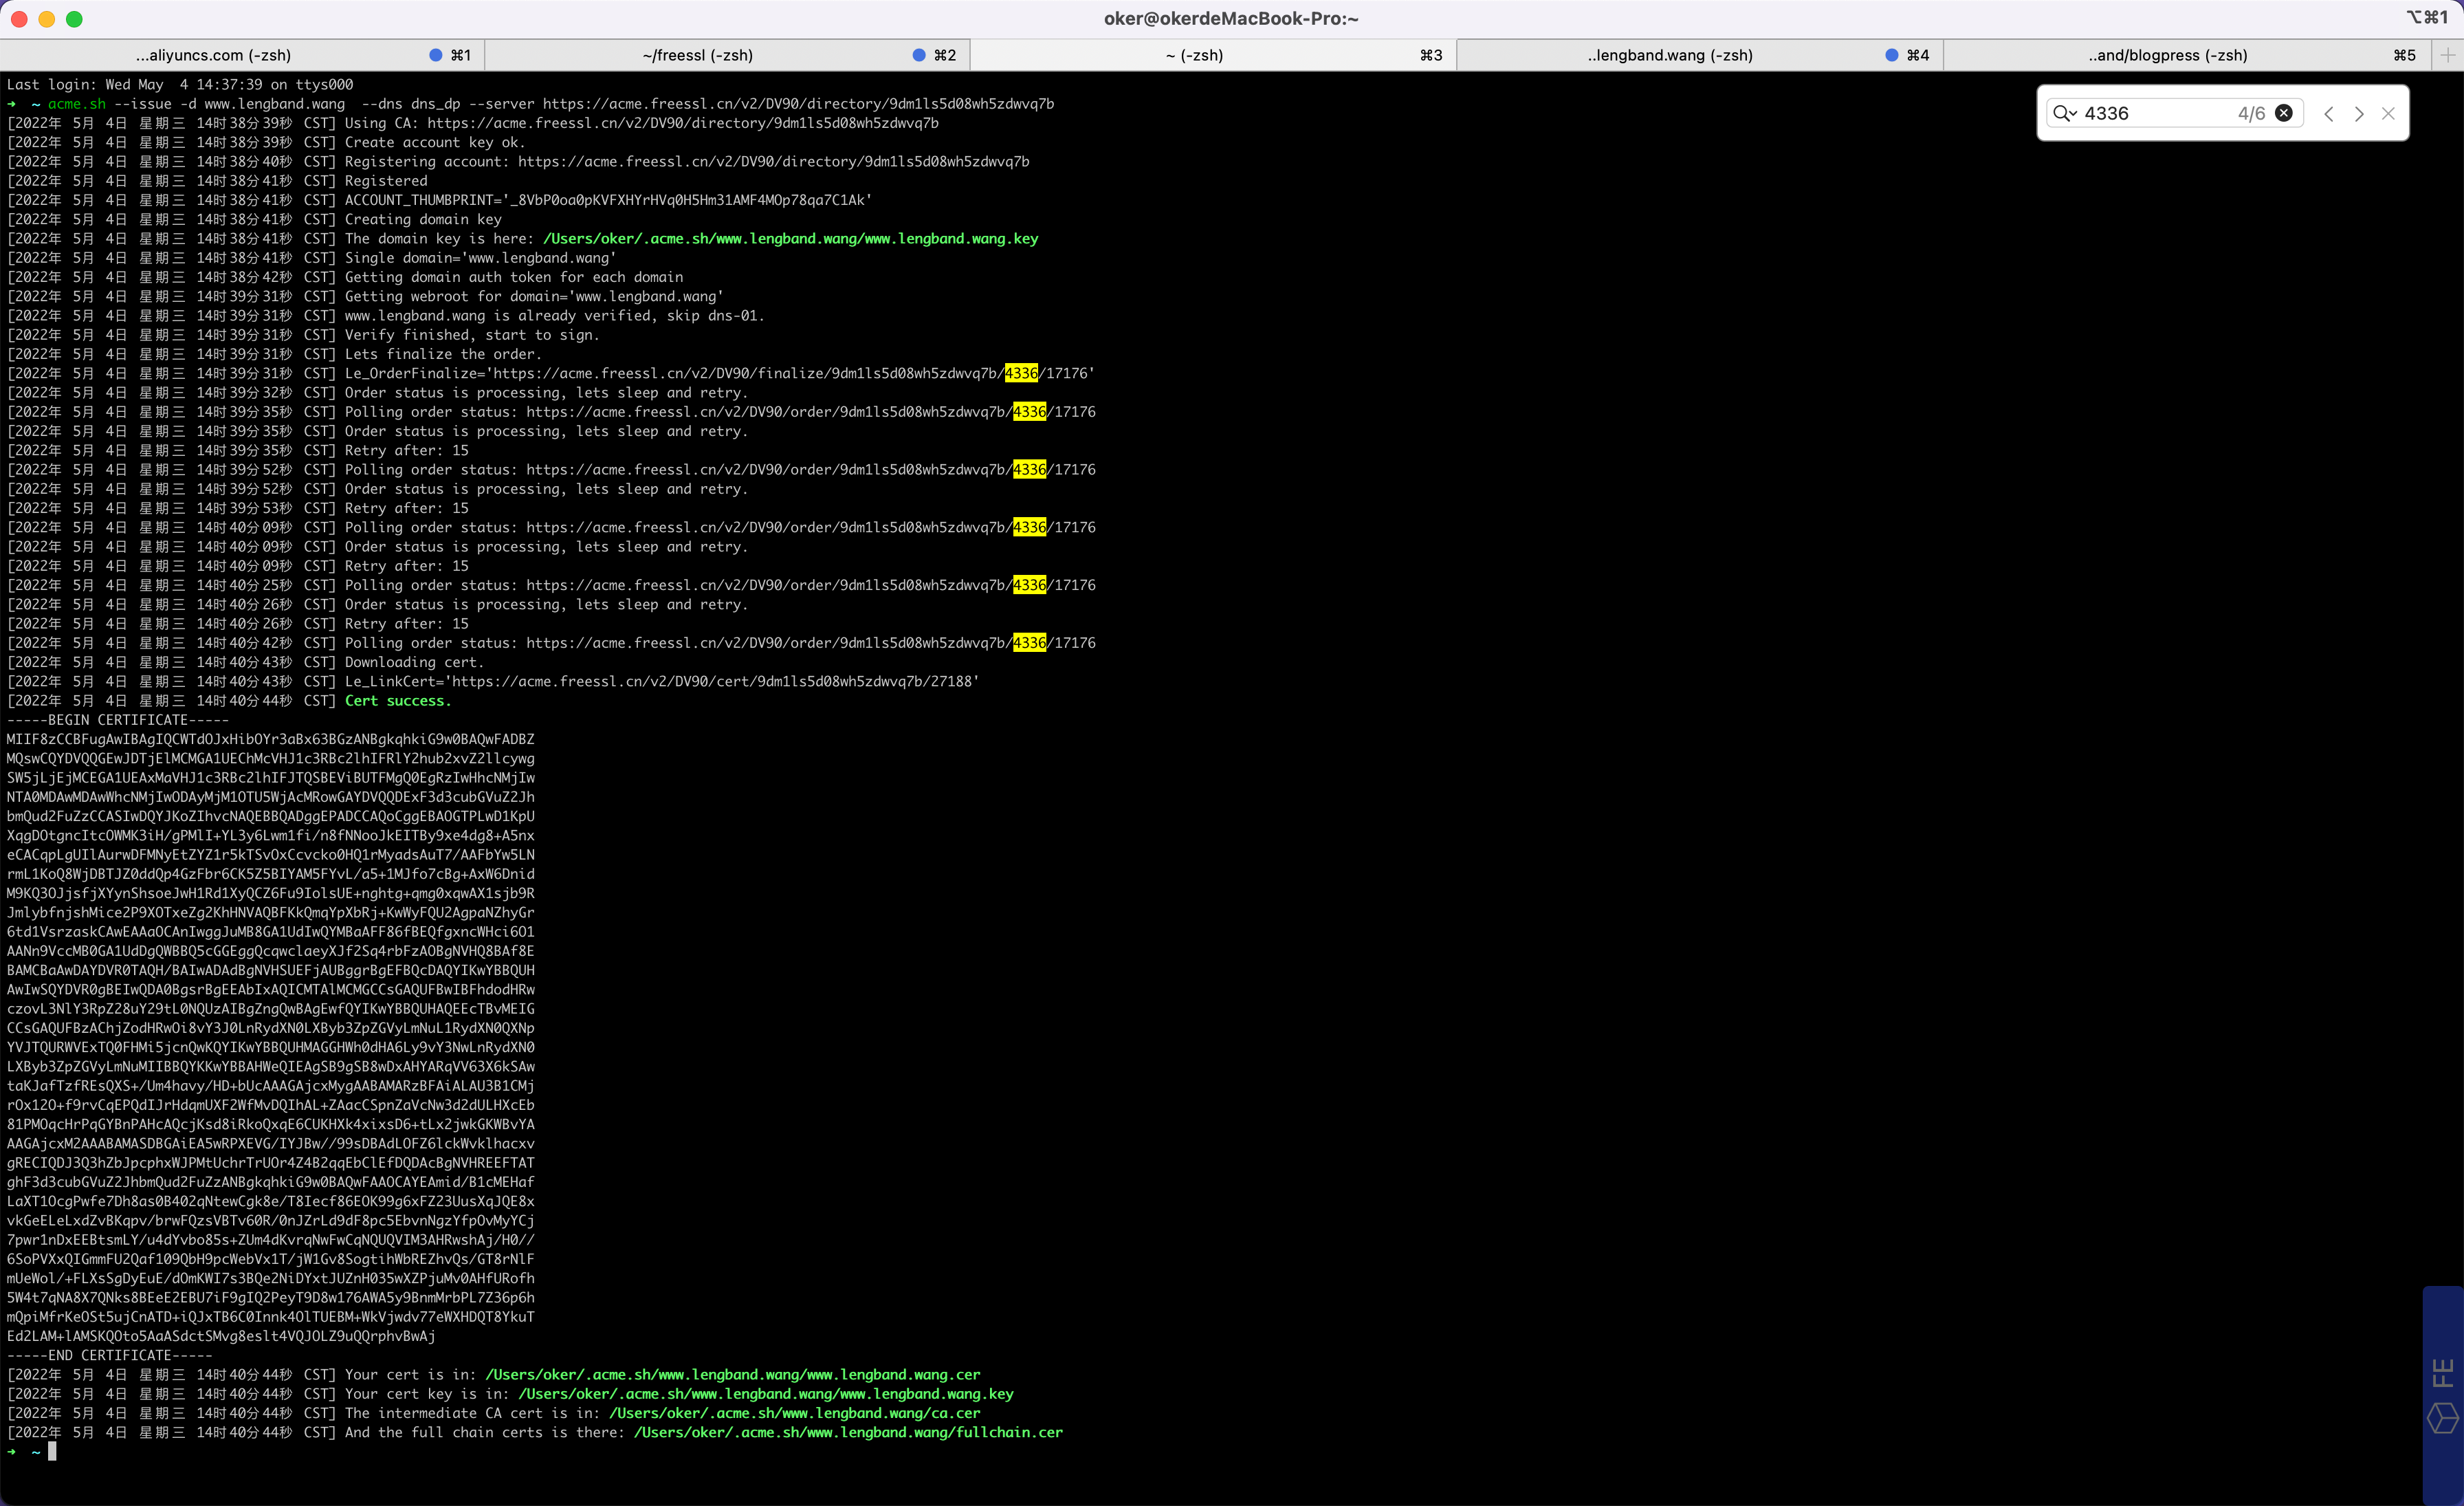 oker@okerdeMacBook-Pro:~
⌥⌘1
...aliyuncs.com (-zsh) ⌘1 ~/freessl (-zsh) ⌘2 ~ (-zsh) ⌘3 ..lengband.wang (-zsh) ⌘4 ..and/blogpress (-zsh) ⌘5
4336 4/6
Last login: Wed May  4 14:37:39 on ttys000
➜  ~ acme.sh --issue -d www.lengband.wang  --dns dns_dp --server https://acme.freessl.cn/v2/DV90/directory/9dm1ls5d08wh5zdwvq7b
[2022年 5月 4日 星期三 14时38分39秒 CST] Using CA: https://acme.freessl.cn/v2/DV90/directory/9dm1ls5d08wh5zdwvq7b
[2022年 5月 4日 星期三 14时38分39秒 CST] Create account key ok.
[2022年 5月 4日 星期三 14时38分40秒 CST] Registering account: https://acme.freessl.cn/v2/DV90/directory/9dm1ls5d08wh5zdwvq7b
[2022年 5月 4日 星期三 14时38分41秒 CST] Registered
[2022年 5月 4日 星期三 14时38分41秒 CST] ACCOUNT_THUMBPRINT='_8VbP0oa0pKVFXHYrHVq0H5Hm31AMF4MOp78qa7C1Ak'
[2022年 5月 4日 星期三 14时38分41秒 CST] Creating domain key
[2022年 5月 4日 星期三 14时38分41秒 CST] The domain key is here: /Users/oker/.acme.sh/www.lengband.wang/www.lengband.wang.key
[2022年 5月 4日 星期三 14时38分41秒 CST] Single domain='www.lengband.wang'
[2022年 5月 4日 星期三 14时38分42秒 CST] Getting domain auth token for each domain
[2022年 5月 4日 星期三 14时39分31秒 CST] Getting webroot for domain='www.lengband.wang'
[2022年 5月 4日 星期三 14时39分31秒 CST] www.lengband.wang is already verified, skip dns-01.
[2022年 5月 4日 星期三 14时39分31秒 CST] Verify finished, start to sign.
[2022年 5月 4日 星期三 14时39分31秒 CST] Lets finalize the order.
[2022年 5月 4日 星期三 14时39分31秒 CST] Le_OrderFinalize='https://acme.freessl.cn/v2/DV90/finalize/9dm1ls5d08wh5zdwvq7b/4336/17176'
[2022年 5月 4日 星期三 14时39分32秒 CST] Order status is processing, lets sleep and retry.
[2022年 5月 4日 星期三 14时39分35秒 CST] Polling order status: https://acme.freessl.cn/v2/DV90/order/9dm1ls5d08wh5zdwvq7b/4336/17176
[2022年 5月 4日 星期三 14时39分35秒 CST] Order status is processing, lets sleep and retry.
[2022年 5月 4日 星期三 14时39分35秒 CST] Retry after: 15
[2022年 5月 4日 星期三 14时39分52秒 CST] Polling order status: https://acme.freessl.cn/v2/DV90/order/9dm1ls5d08wh5zdwvq7b/4336/17176
[2022年 5月 4日 星期三 14时39分52秒 CST] Order status is processing, lets sleep and retry.
[2022年 5月 4日 星期三 14时39分53秒 CST] Retry after: 15
[2022年 5月 4日 星期三 14时40分09秒 CST] Polling order status: https://acme.freessl.cn/v2/DV90/order/9dm1ls5d08wh5zdwvq7b/4336/17176
[2022年 5月 4日 星期三 14时40分09秒 CST] Order status is processing, lets sleep and retry.
[2022年 5月 4日 星期三 14时40分09秒 CST] Retry after: 15
[2022年 5月 4日 星期三 14时40分25秒 CST] Polling order status: https://acme.freessl.cn/v2/DV90/order/9dm1ls5d08wh5zdwvq7b/4336/17176
[2022年 5月 4日 星期三 14时40分26秒 CST] Order status is processing, lets sleep and retry.
[2022年 5月 4日 星期三 14时40分26秒 CST] Retry after: 15
[2022年 5月 4日 星期三 14时40分42秒 CST] Polling order status: https://acme.freessl.cn/v2/DV90/order/9dm1ls5d08wh5zdwvq7b/4336/17176
[2022年 5月 4日 星期三 14时40分43秒 CST] Downloading cert.
[2022年 5月 4日 星期三 14时40分43秒 CST] Le_LinkCert='https://acme.freessl.cn/v2/DV90/cert/9dm1ls5d08wh5zdwvq7b/27188'
[2022年 5月 4日 星期三 14时40分44秒 CST] Cert success.
-----BEGIN CERTIFICATE-----
MIIF8zCCBFugAwIBAgIQCWTdOJxHibOYr3aBx63BGzANBgkqhkiG9w0BAQwFADBZ
MQswCQYDVQQGEwJDTjElMCMGA1UEChMcVHJ1c3RBc2lhIFRlY2hub2xvZ2llcywg
SW5jLjEjMCEGA1UEAxMaVHJ1c3RBc2lhIFJTQSBEViBUTFMgQ0EgRzIwHhcNMjIw
NTA0MDAwMDAwWhcNMjIwODAyMjM1OTU5WjAcMRowGAYDVQQDExF3d3cubGVuZ2Jh
bmQud2FuZzCCASIwDQYJKoZIhvcNAQEBBQADggEPADCCAQoCggEBAOGTPLwD1KpU
XqgDOtgncItcOWMK3iH/gPMlI+YL3y6Lwm1fi/n8fNNooJkEITBy9xe4dg8+A5nx
eCACqpLgUIlAurwDFMNyEtZYZ1r5kTSvOxCcvcko0HQ1rMyadsAuT7/AAFbYw5LN
rmL1KoQ8WjDBTJZ0ddQp4GzFbr6CK5Z5BIYAM5FYvL/a5+1MJfo7cBg+AxW6Dnid
M9KQ3OJjsfjXYynShsoeJwH1Rd1XyQCZ6Fu9IolsUE+nghtg+qmg0xqwAX1sjb9R
JmlybfnjshMice2P9XOTxeZg2KhHNVAQBFKkQmqYpXbRj+KwWyFQU2AgpaNZhyGr
6td1VsrzaskCAwEAAaOCAnIwggJuMB8GA1UdIwQYMBaAFF86fBEQfgxncWHci6O1
AANn9VccMB0GA1UdDgQWBBQ5cGGEggQcqwclaeyXJf2Sq4rbFzAOBgNVHQ8BAf8E
BAMCBaAwDAYDVR0TAQH/BAIwADAdBgNVHSUEFjAUBggrBgEFBQcDAQYIKwYBBQUH
AwIwSQYDVR0gBEIwQDA0BgsrBgEEAbIxAQICMTAlMCMGCCsGAQUFBwIBFhdodHRw
czovL3NlY3RpZ28uY29tL0NQUzAIBgZngQwBAgEwfQYIKwYBBQUHAQEEcTBvMEIG
CCsGAQUFBzAChjZodHRwOi8vY3J0LnRydXN0LXByb3ZpZGVyLmNuL1RydXN0QXNp
YVJTQURWVExTQ0FHMi5jcnQwKQYIKwYBBQUHMAGGHWh0dHA6Ly9vY3NwLnRydXN0
LXByb3ZpZGVyLmNuMIIBBQYKKwYBBAHWeQIEAgSB9gSB8wDxAHYARqVV63X6kSAw
taKJafTzfREsQXS+/Um4havy/HD+bUcAAAGAjcxMygAABAMARzBFAiALAU3B1CMj
rOx12O+f9rvCqEPQdIJrHdqmUXF2WfMvDQIhAL+ZAacCSpnZaVcNw3d2dULHXcEb
81PMOqcHrPqGYBnPAHcAQcjKsd8iRkoQxqE6CUKHXk4xixsD6+tLx2jwkGKWBvYA
AAGAjcxM2AAABAMASDBGAiEA5wRPXEVG/IYJBw//99sDBAdLOFZ6lckWvklhacxv
gRECIQDJ3Q3hZbJpcphxWJPMtUchrTrUOr4Z4B2qqEbClEfDQDAcBgNVHREEFTAT
ghF3d3cubGVuZ2JhbmQud2FuZzANBgkqhkiG9w0BAQwFAAOCAYEAmid/B1cMEHaf
LaXT1OcgPwfe7Dh8as0B402qNtewCgk8e/T8Iecf86EOK99g6xFZ23UusXqJQE8x
vkGeELeLxdZvBKqpv/brwFQzsVBTv60R/0nJZrLd9dF8pc5EbvnNgzYfpOvMyYCj
7pwr1nDxEEBtsmLY/u4dYvbo85s+ZUm4dKvrqNwFwCqNQUQVIM3AHRwshAj/H0//
6SoPVXxQIGmmFU2Qaf109QbH9pcWebVx1T/jW1Gv8SogtihWbREZhvQs/GT8rNlF
mUeWol/+FLXsSgDyEuE/dOmKWI7s3BQe2NiDYxtJUZnH035wXZPjuMv0AHfURofh
5W4t7qNA8X7QNks8BEeE2EBU7iF9gIQ2PeyT9D8w176AWA5y9BnmMrbPL7Z36p6h
mQpiMfrKeOSt5ujCnATD+iQJxTB6C0Innk4OlTUEBM+WkVjwdv77eWXHDQT8YkuT
Ed2LAM+lAMSKQOto5AaASdctSMvg8eslt4VQJOLZ9uQQrphvBwAj
-----END CERTIFICATE-----
[2022年 5月 4日 星期三 14时40分44秒 CST] Your cert is in: /Users/oker/.acme.sh/www.lengband.wang/www.lengband.wang.cer
[2022年 5月 4日 星期三 14时40分44秒 CST] Your cert key is in: /Users/oker/.acme.sh/www.lengband.wang/www.lengband.wang.key
[2022年 5月 4日 星期三 14时40分44秒 CST] The intermediate CA cert is in: /Users/oker/.acme.sh/www.lengband.wang/ca.cer
[2022年 5月 4日 星期三 14时40分44秒 CST] And the full chain certs is there: /Users/oker/.acme.sh/www.lengband.wang/fullchain.cer
➜  ~
FE